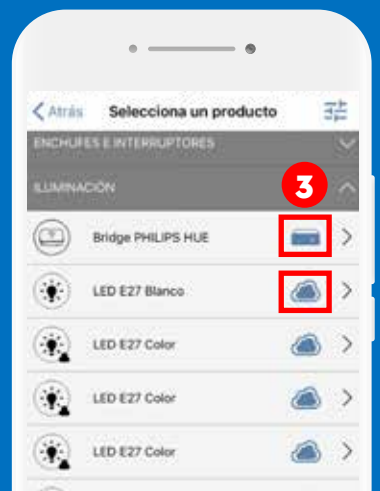 Atrás Selecciona un producto
ENCHUFES E INTERRUPTORES
ILUMINACIÓN
3
Bridge PHILIPS HUE
LED E27 Blanco
LED E27 Color
LED E27 Color
LED E27 Color